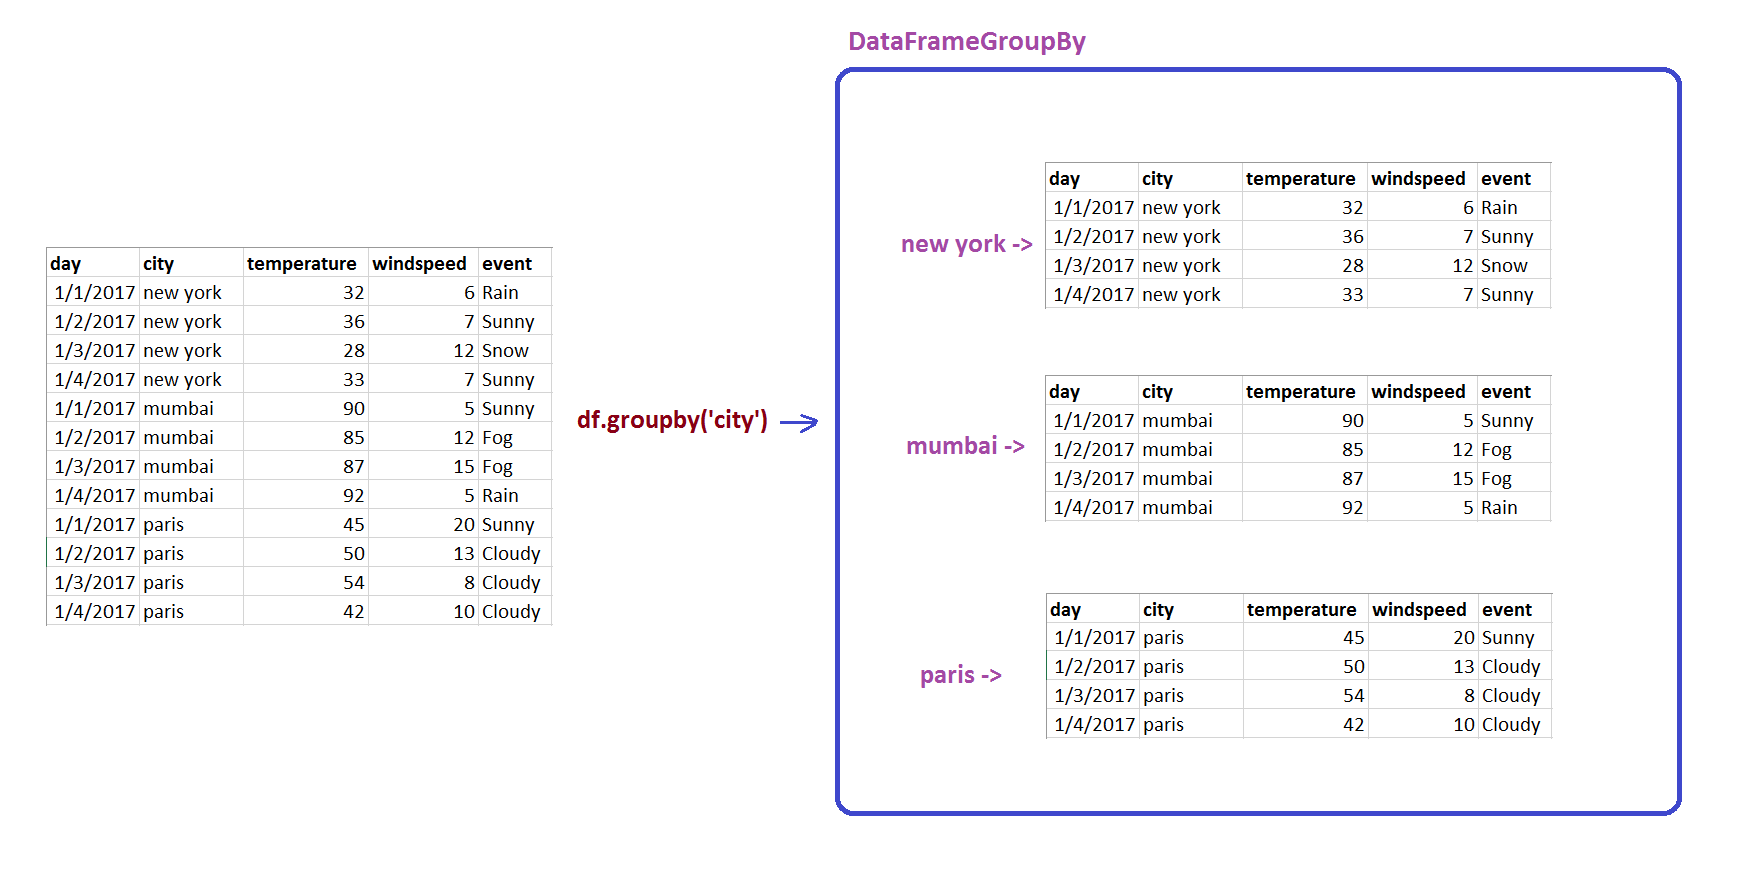 DataFrameGroupBy
day city temperature windspeed event
1/1/2017 new york 32 6 Rain
1/2/2017 new york 36 7 Sunny
1/3/2017 new york 28 12 Snow
1/4/2017 new york 33 7 Sunny
1/1/2017 mumbai 90 5 Sunny
1/2/2017 mumbai 85 12 Fog
1/3/2017 mumbai 87 15 Fog
1/4/2017 mumbai 92 5 Rain
1/1/2017 paris 45 20 Sunny
1/2/2017 paris 50 13 Cloudy
1/3/2017 paris 54 8 Cloudy
1/4/2017 paris 42 10 Cloudy
df.groupby('city')
new york ->
day city temperature windspeed event
1/1/2017 new york 32 6 Rain
1/2/2017 new york 36 7 Sunny
1/3/2017 new york 28 12 Snow
1/4/2017 new york 33 7 Sunny
mumbai ->
day city temperature windspeed event
1/1/2017 mumbai 90 5 Sunny
1/2/2017 mumbai 85 12 Fog
1/3/2017 mumbai 87 15 Fog
1/4/2017 mumbai 92 5 Rain
paris ->
day city temperature windspeed event
1/1/2017 paris 45 20 Sunny
1/2/2017 paris 50 13 Cloudy
1/3/2017 paris 54 8 Cloudy
1/4/2017 paris 42 10 Cloudy